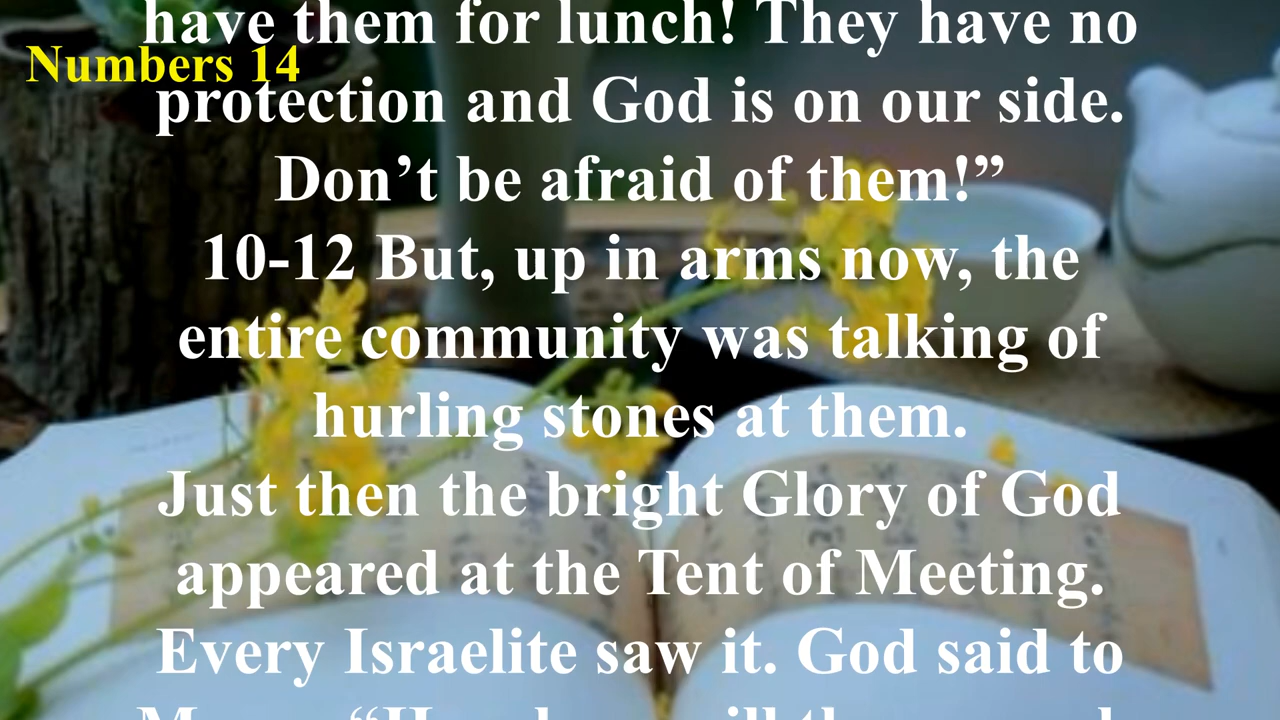 have them for lunch! They have no
Numbers 14
protection and God is on our side.
Don’t be afraid of them!”
10-12 But, up in arms now, the
entire community was talking of
hurling stones at them.
Just then the bright Glory of God
appeared at the Tent of Meeting.
Every Israelite saw it. God said to